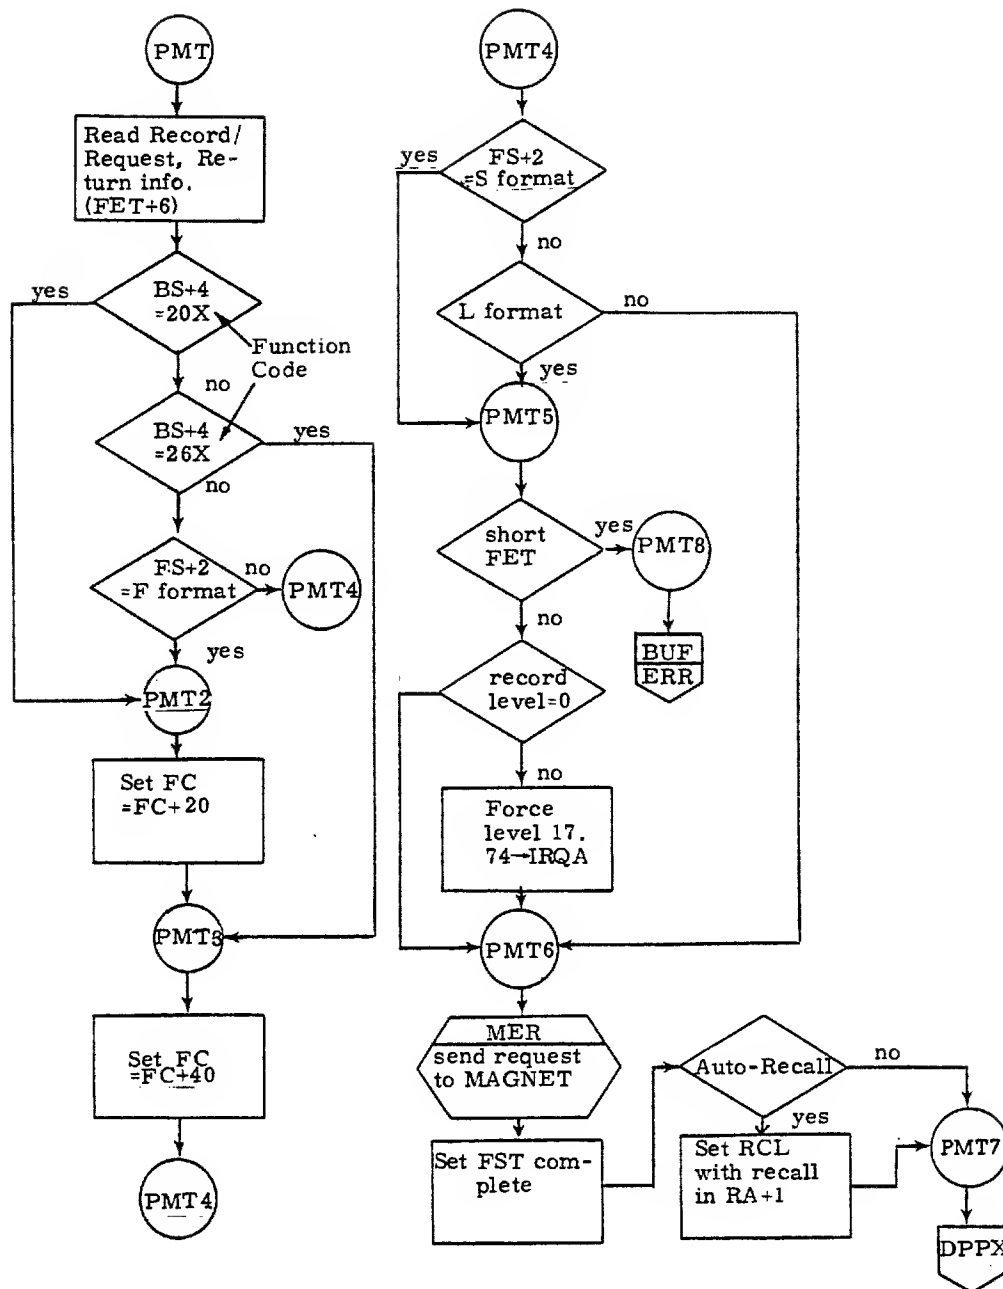 PMT
Read Record/
Request, Re-
turn info.
(FET+6)
yes
BS+4
=20X
Function
Code
no
BS+4
=26X
yes
no
FS+2
=F format
no
PMT4
yes
PMT2
Set FC
=FC+20
PMT3
Set FC
=FC+40
PMT4
PMT4
yes
FS+2
=S format
no
L format
no
yes
PMT5
short
FET
yes
PMT8
BUF
ERR
no
record
level=0
no
Force
level 17.
74→IRQA
PMT6
MER
send request
to MAGNET
Set FST com-
plete
Auto-Recall
no
yes
Set RCL
with recall
in RA+1
PMT7
DPPX